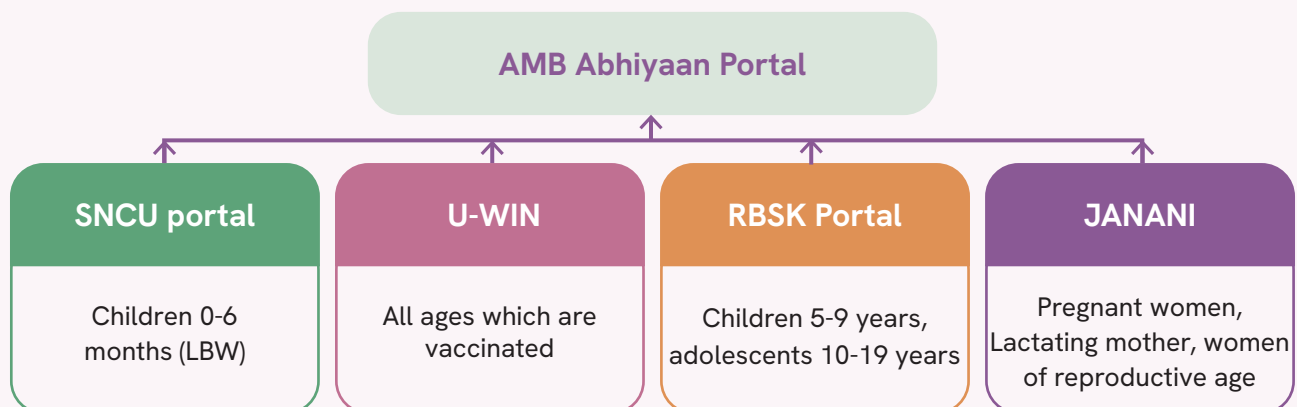 AMB Abhiyaan Portal
SNCU portal
Children 0-6
months (LBW)
U-WIN
All ages which are
vaccinated
RBSK Portal
Children 5-9 years,
adolescents 10-19 years
JANANI
Pregnant women,
Lactating mother, women
of reproductive age